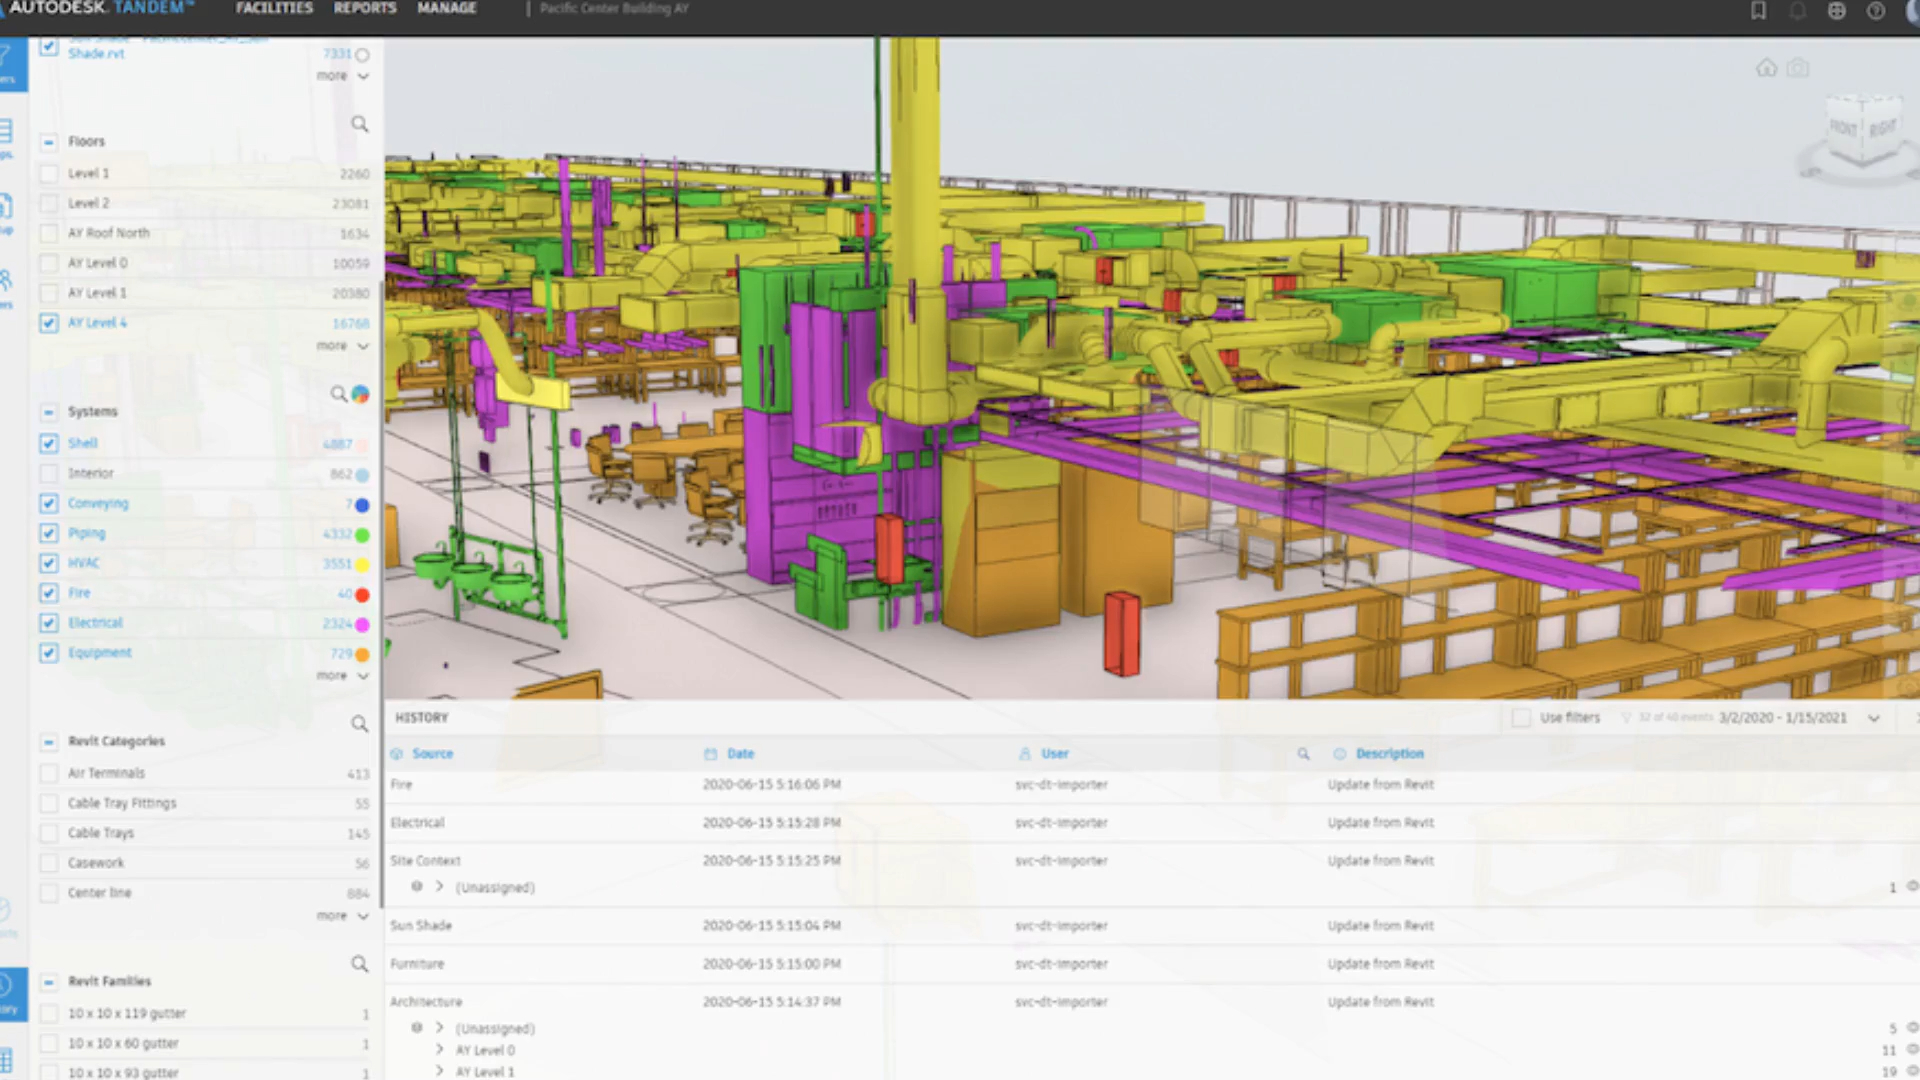 AUTODESK TANDEM™ FACILITIES REPORTS MANAGE | Pacific Center Building AY
Shade.rvt 7331
more
Floors
Level 1 2260
Level 2 23081
AY Roof North 1634
AY Level 0 10059
AY Level 1 20380
AY Level 4 16768
more
Systems
Shell 4887
Interior 862
Conveying 7
Piping 4332
HVAC 3551
Fire 40
Electrical 2324
Equipment 729
more
Revit Categories
Air Terminals 413
Cable Tray Fittings 55
Cable Trays 145
Casework 56
Center line 884
more
Revit Families
10 x 10 x 119 gutter 1
10 x 10 x 60 gutter 1
10 x 10 x 93 gutter 1
FRONT RIGHT
HISTORY Use filters 32 of 40 events 3/2/2020 - 1/15/2021
Source Date User Description
Fire 2020-06-15 5:16:06 PM svc-dt-importer Update from Revit
Electrical 2020-06-15 5:15:28 PM svc-dt-importer Update from Revit
Site Context 2020-06-15 5:15:25 PM svc-dt-importer Update from Revit
(Unassigned) 1
Sun Shade 2020-06-15 5:15:04 PM svc-dt-importer Update from Revit
Furniture 2020-06-15 5:15:00 PM svc-dt-importer Update from Revit
Architecture 2020-06-15 5:14:37 PM svc-dt-importer Update from Revit
(Unassigned) 5
AY Level 0 11
AY Level 1 19